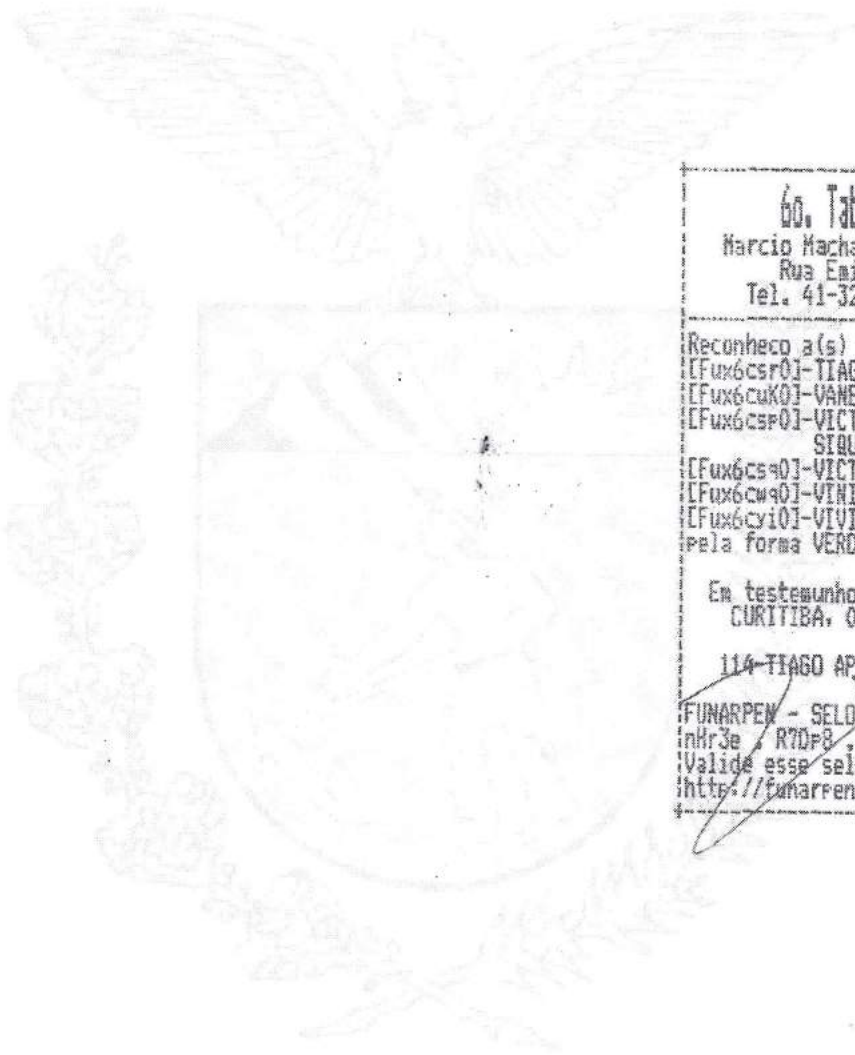 6o. Tab
Marcio Macha
Rua Emi
Tel. 41-32
Reconheco a(s)
[Fux6csr0]-TIAG
[Fux6cuK0]-VANE
[Fux6csp0]-VICT
SIQU
[Fux6csq0]-VICT
[Fux6cwq0]-VINI
[Fux6cyi0]-VIVI
pela forma VERD
Em testemunho
CURITIBA, 0
114-TIAGO AP
FUNARPEN - SELO
nHr3e , R7Dp8 ,
Valide esse sel
http://funarpen